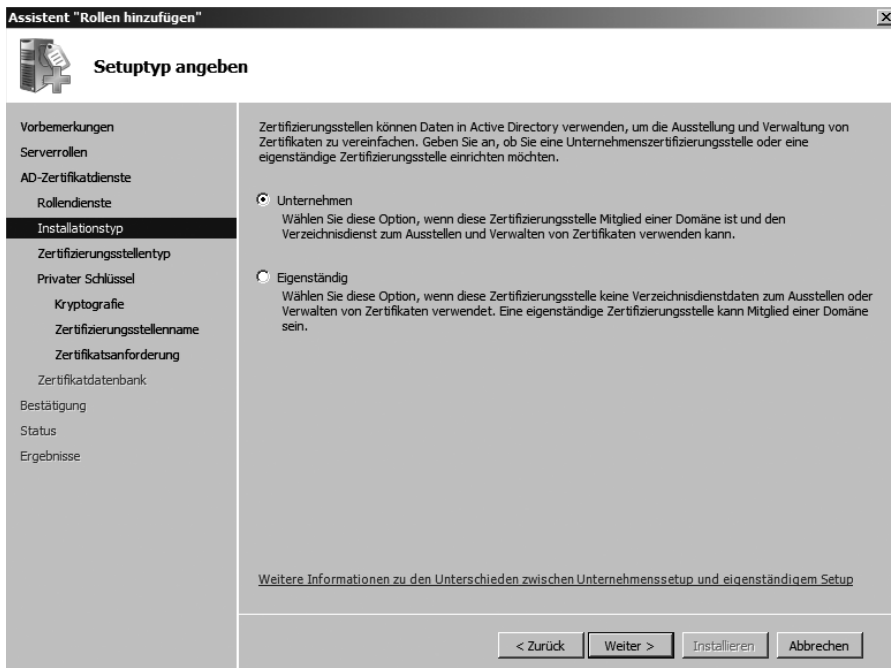 Assistent "Rollen hinzufügen"
Setuptyp angeben
Vorbemerkungen
Serverrollen
AD-Zertifikatdienste
Rollendienste
Installationstyp
Zertifizierungsstellentyp
Privater Schlüssel
Kryptografie
Zertifizierungsstellenname
Zertifikatsanforderung
Zertifikatdatenbank
Bestätigung
Status
Ergebnisse
Zertifizierungsstellen können Daten in Active Directory verwenden, um die Ausstellung und Verwaltung von
Zertifikaten zu vereinfachen. Geben Sie an, ob Sie eine Unternehmenszertifizierungsstelle oder eine
eigenständige Zertifizierungsstelle einrichten möchten.
Unternehmen
Wählen Sie diese Option, wenn diese Zertifizierungsstelle Mitglied einer Domäne ist und den
Verzeichnisdienst zum Ausstellen und Verwalten von Zertifikaten verwenden kann.
Eigenständig
Wählen Sie diese Option, wenn diese Zertifizierungsstelle keine Verzeichnisdienstdaten zum Ausstellen oder
Verwalten von Zertifikaten verwendet. Eine eigenständige Zertifizierungsstelle kann Mitglied einer Domäne
sein.
Weitere Informationen zu den Unterschieden zwischen Unternehmenssetup und eigenständigem Setup
< Zurück
Weiter >
Installieren
Abbrechen